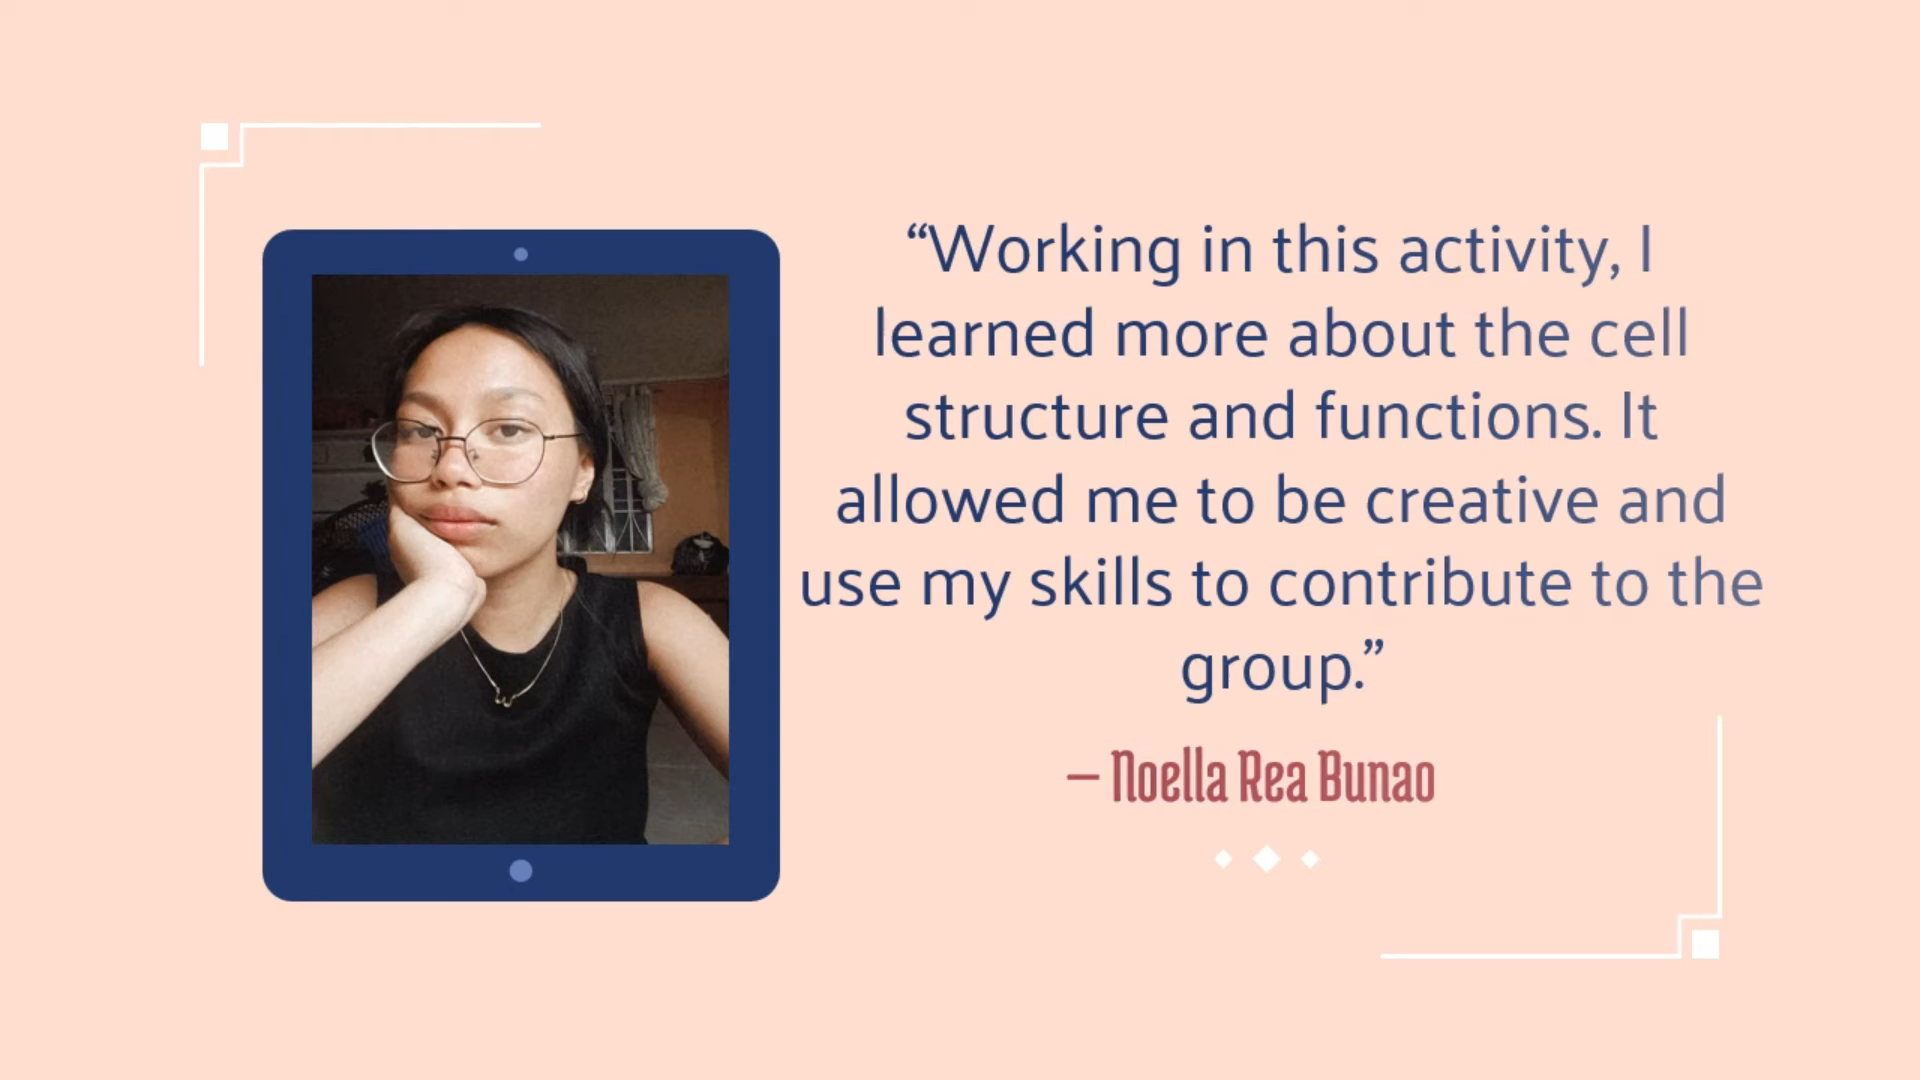 “Working in this activity, I
learned more about the cell
structure and functions. It
allowed me to be creative and
use my skills to contribute to the
group.”
— Noella Rea Bunao